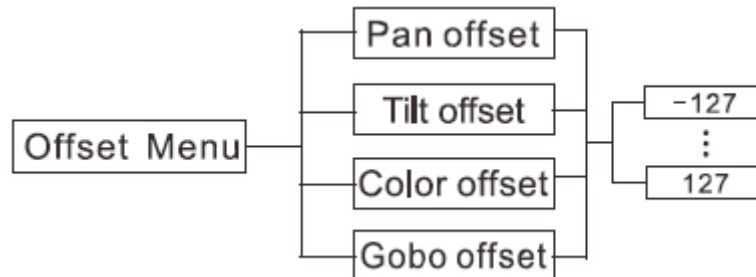 Offset Menu
Pan offset
Tilt offset
Color offset
Gobo offset
-127
⋮
127